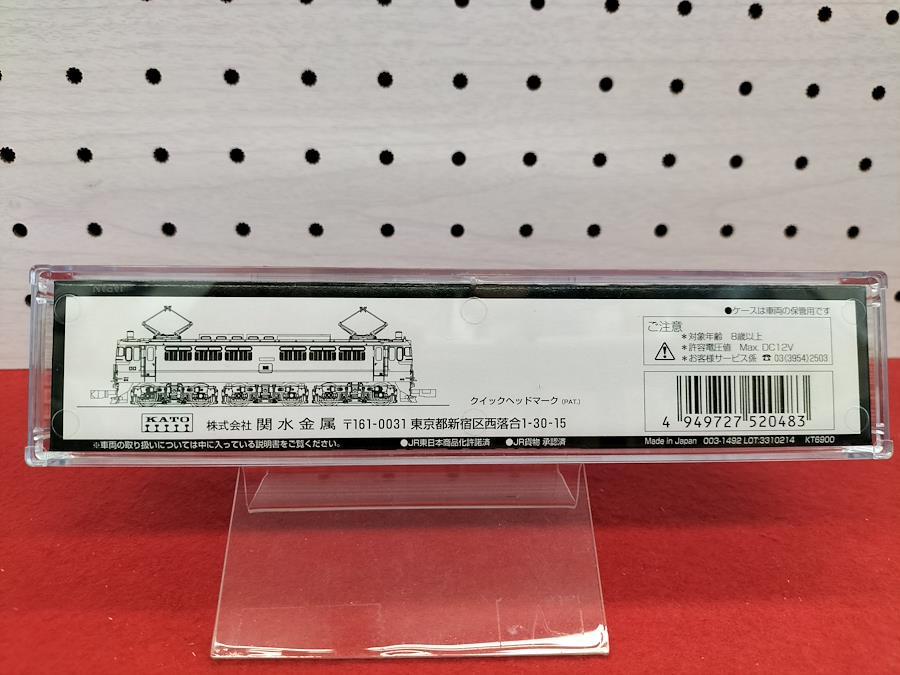 ●ケースは車両の保管用です
ご注意
＊対象年齢 8歳以上
＊許容電圧値 Max. DC12V
＊お客様サービス係 ☎ 03(3954)2503
クイックヘッドマーク (PAT.)
KATO
株式会社 関水金属 〒161-0031 東京都新宿区西落合1-30-15
4 949727 520483
※車両の取り扱いについては中に入っている説明書をご覧ください。 ●JR東日本商品化許諾済 ●JR貨物 承認済
Made in Japan 003-1492 LOT:3310214 KT6900